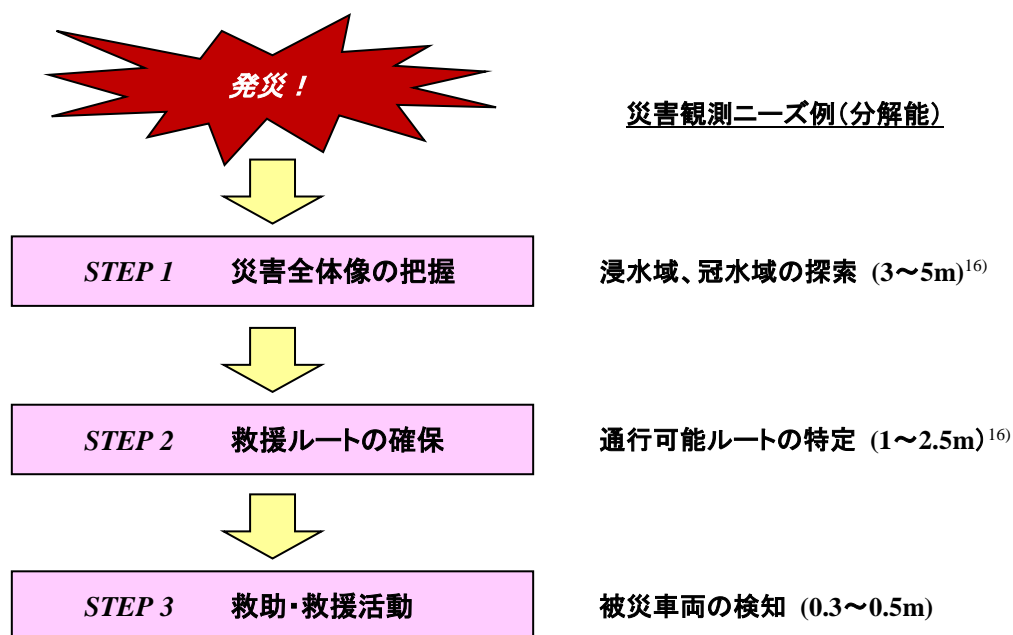 発災！
災害観測ニーズ例（分解能）
STEP 1 災害全体像の把握
浸水域、冠水域の探索 (3～5m)16)
STEP 2 救援ルートの確保
通行可能ルートの特定 (1～2.5m)16)
STEP 3 救助・救援活動
被災車両の検知 (0.3～0.5m)